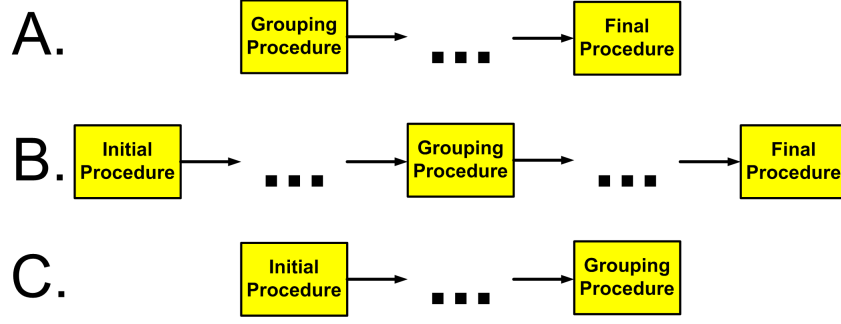 A.
Grouping
Procedure
...
Final
Procedure
B.
Initial
Procedure
...
Grouping
Procedure
...
Final
Procedure
C.
Initial
Procedure
...
Grouping
Procedure